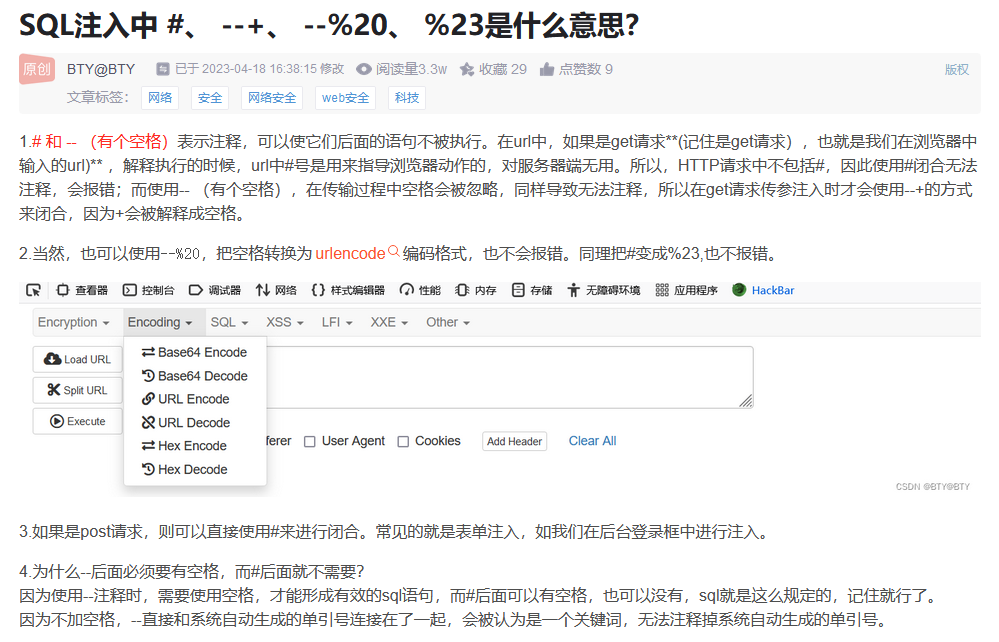 SQL注入中 #、 --+、 --%20、 %23是什么意思?
原创 BTY@BTY 已于 2023-04-18 16:38:15 修改 阅读量3.3w 收藏 29 点赞数 9 版权
文章标签： 网络 安全 网络安全 web安全 科技
1.# 和 -- （有个空格）表示注释，可以使它们后面的语句不被执行。在url中，如果是get请求**(记住是get请求），也就是我们在浏览器中
输入的url)** ，解释执行的时候，url中#号是用来指导浏览器动作的，对服务器端无用。所以，HTTP请求中不包括#，因此使用#闭合无法
注释，会报错；而使用-- （有个空格），在传输过程中空格会被忽略，同样导致无法注释，所以在get请求传参注入时才会使用--+的方式
来闭合，因为+会被解释成空格。
2.当然，也可以使用--%20，把空格转换为 urlencode 编码格式，也不会报错。同理把#变成%23,也不报错。
查看器 控制台 调试器 网络 样式编辑器 性能 内存 存储 无障碍环境 应用程序 HackBar
Encryption Encoding SQL XSS LFI XXE Other
Load URL
Split URL
Execute
Base64 Encode
Base64 Decode
URL Encode
URL Decode
Hex Encode
Hex Decode
ferer User Agent Cookies Add Header Clear All
CSDN @BTY@BTY
3.如果是post请求，则可以直接使用#来进行闭合。常见的就是表单注入，如我们在后台登录框中进行注入。
4.为什么--后面必须要有空格，而#后面就不需要?
因为使用--注释时，需要使用空格，才能形成有效的sql语句，而#后面可以有空格，也可以没有，sql就是这么规定的，记住就行了。
因为不加空格，--直接和系统自动生成的单引号连接在了一起，会被认为是一个关键词，无法注释掉系统自动生成的单引号。